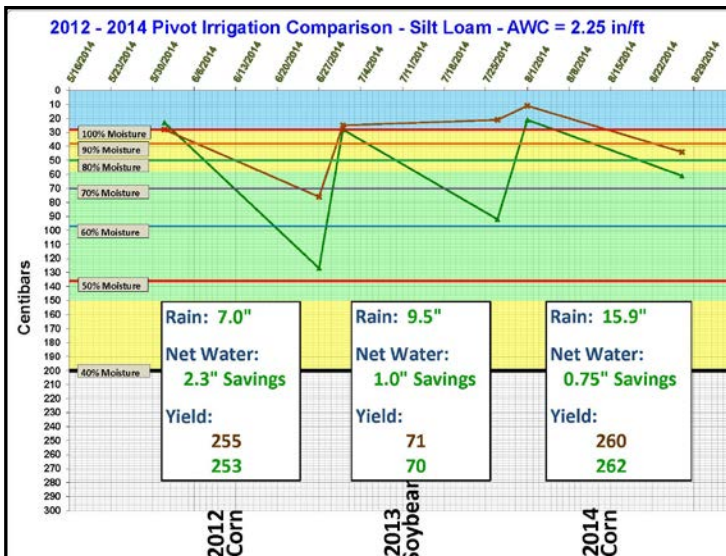 2012 - 2014 Pivot Irrigation Comparison - Silt Loam - AWC = 2.25 in/ft
5/16/2014
5/23/2014
5/30/2014
6/6/2014
6/13/2014
6/20/2014
6/27/2014
7/4/2014
7/11/2014
7/18/2014
7/25/2014
8/1/2014
8/8/2014
8/15/2014
8/22/2014
8/29/2014
Centibars
0
10
20
30
40
50
60
70
80
90
100
110
120
130
140
150
160
170
180
190
200
210
220
230
240
250
260
270
280
290
300
100% Moisture
90% Moisture
80% Moisture
70% Moisture
60% Moisture
50% Moisture
40% Moisture
Rain: 7.0"
Net Water:
2.3" Savings
Yield:
255
253
Rain: 9.5"
Net Water:
1.0" Savings
Yield:
71
70
Rain: 15.9"
Net Water:
0.75" Savings
Yield:
260
262
2012
Corn
2013
Soybean
2014
Corn